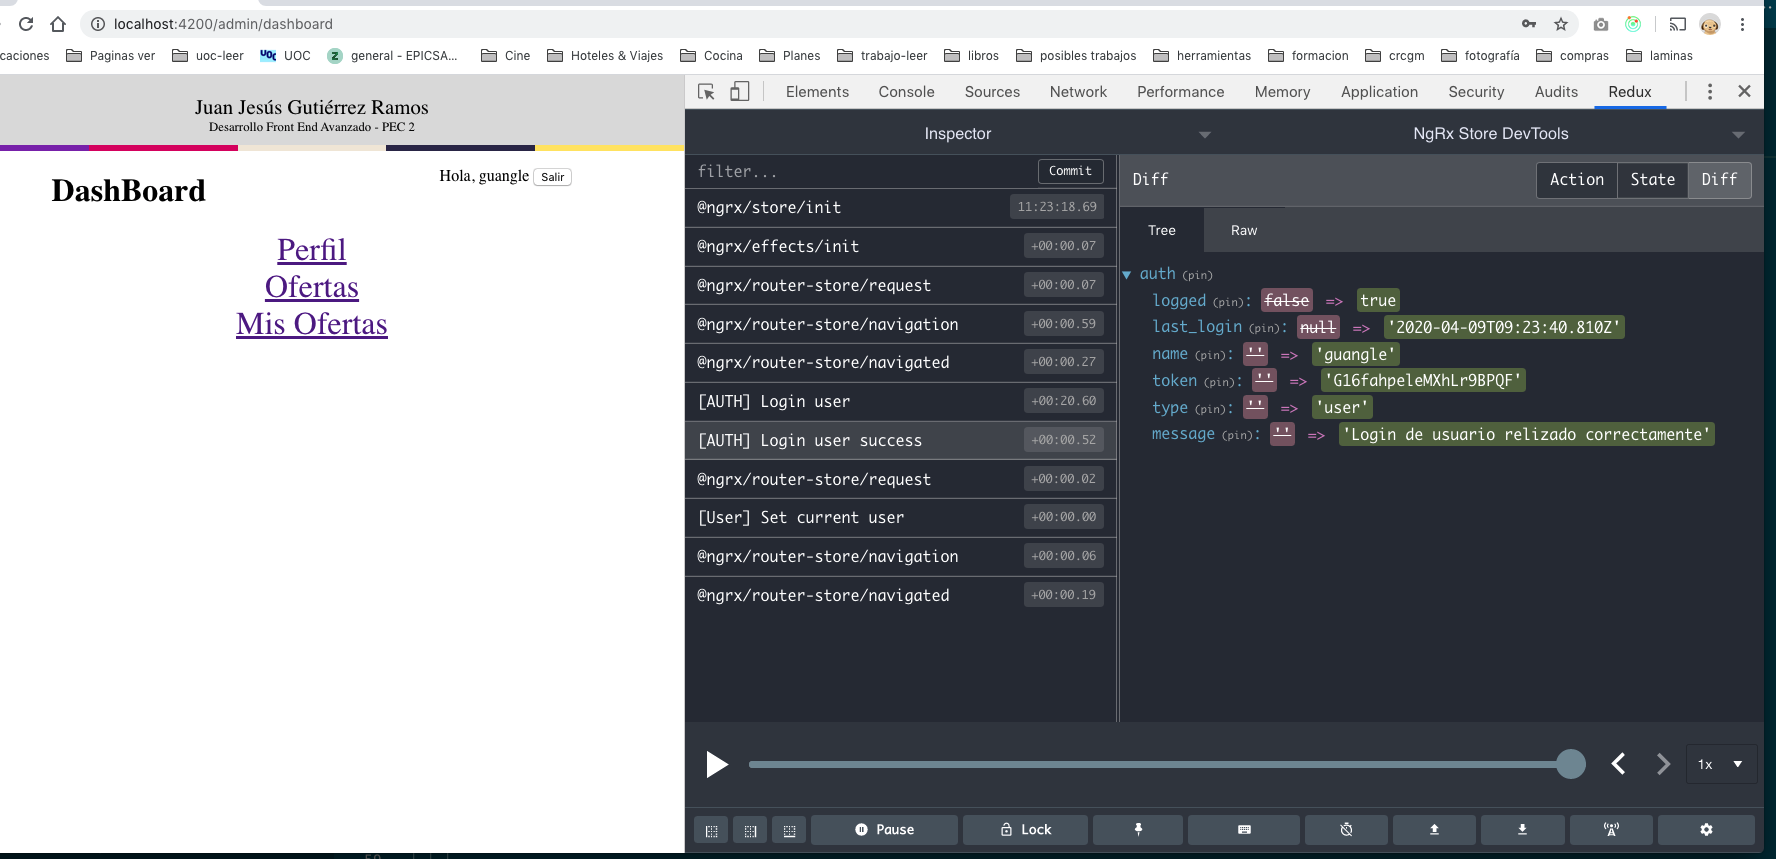 localhost:4200/admin/dashboard
caciones Paginas ver uoc-leer UOC general - EPICSA... Cine Hoteles & Viajes Cocina Planes trabajo-leer libros posibles trabajos herramientas formacion crcgm fotografía compras laminas
Juan Jesús Gutiérrez Ramos
Desarrollo Front End Avanzado - PEC 2
DashBoard
Hola, guangle Salir
Perfil
Ofertas
Mis Ofertas
Elements Console Sources Network Performance Memory Application Security Audits Redux
Inspector NgRx Store DevTools
filter... Commit
@ngrx/store/init 11:23:18.69
@ngrx/effects/init +00:00.07
@ngrx/router-store/request +00:00.07
@ngrx/router-store/navigation +00:00.59
@ngrx/router-store/navigated +00:00.27
[AUTH] Login user +00:20.60
[AUTH] Login user success +00:00.52
@ngrx/router-store/request +00:00.02
[User] Set current user +00:00.00
@ngrx/router-store/navigation +00:00.06
@ngrx/router-store/navigated +00:00.19
Diff Action State Diff
Tree Raw
auth (pin)
logged (pin): false => true
last_login (pin): null => '2020-04-09T09:23:40.810Z'
name (pin): '' => 'guangle'
token (pin): '' => 'G16fahpeleMXhLr9BPQF'
type (pin): '' => 'user'
message (pin): '' => 'Login de usuario relizado correctamente'
1x
Pause Lock